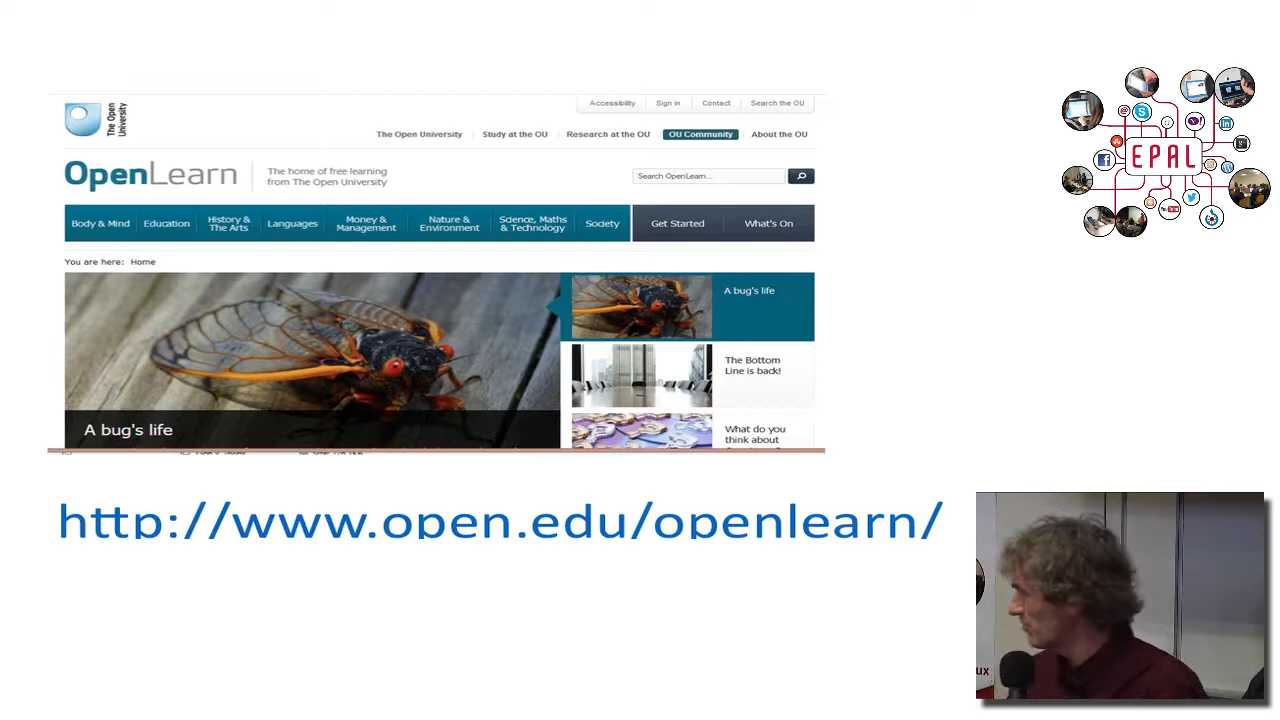 The Open
University
Accessibility
Sign in
Contact
Search the OU
The Open University
Study at the OU
Research at the OU
OU Community
About the OU
OpenLearn
The home of free learning
from The Open University
Search OpenLearn...
Body & Mind
Education
History &
The Arts
Languages
Money &
Management
Nature &
Environment
Science, Maths
& Technology
Society
Get Started
What's On
You are here: Home
A bug's life
A bug's life
The Bottom
Line is back!
What do you
think about
EPAL
http://www.open.edu/openlearn/